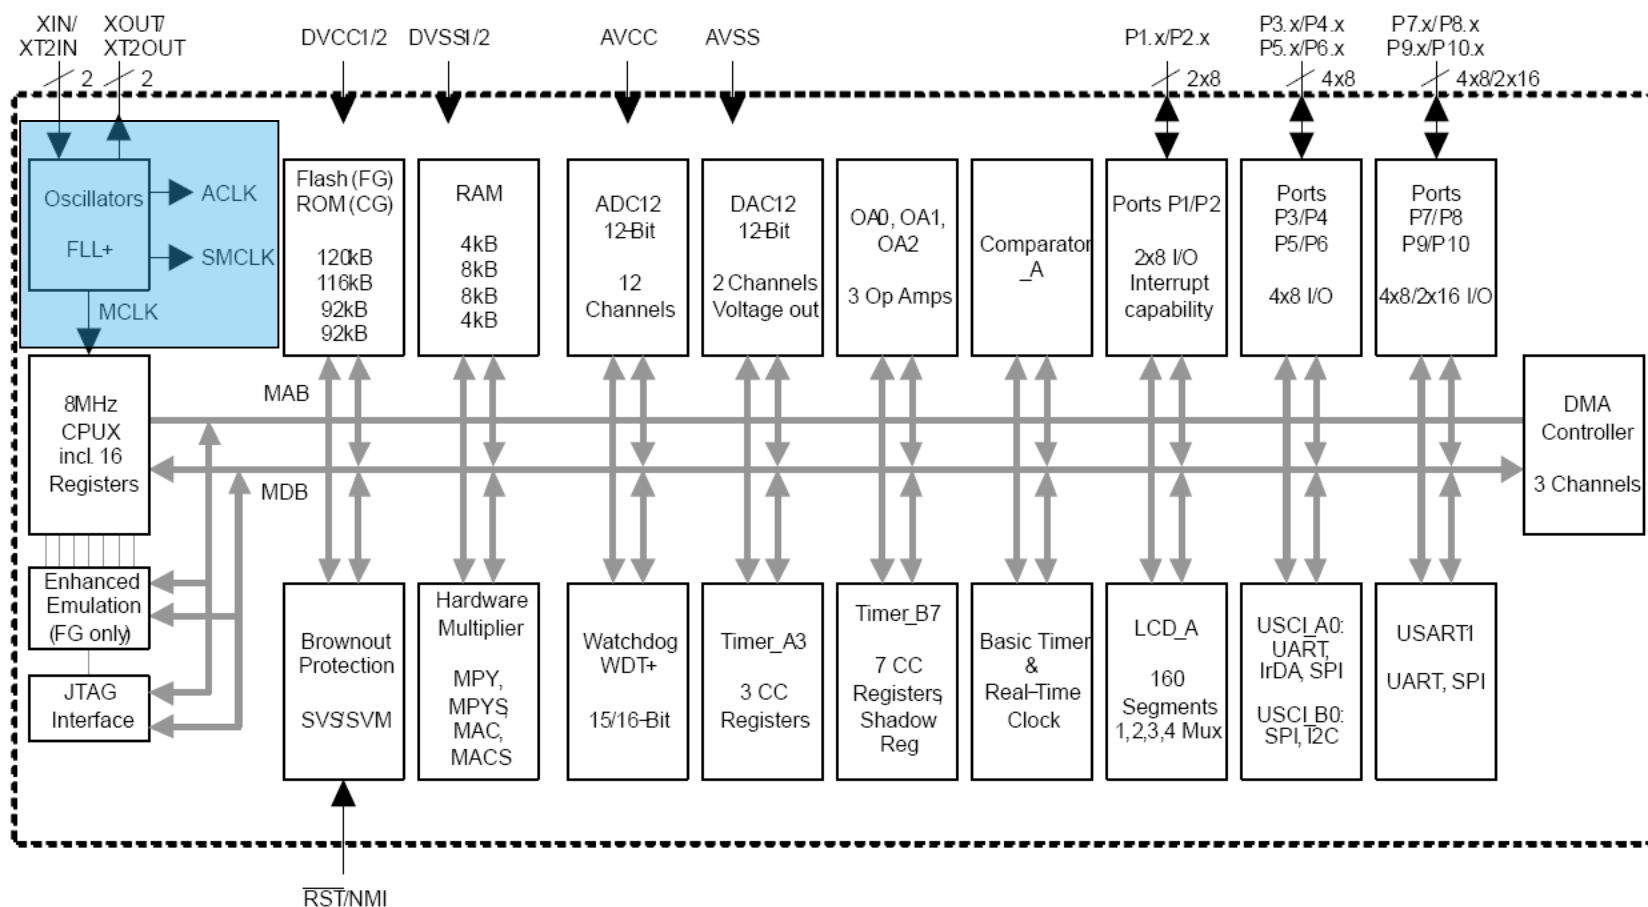 XIN/
XT2IN
XOUT/
XT2OUT
2
2
DVCC1/2
DVSS1/2
AVCC
AVSS
P1.x/P2.x
2x8
P3.x/P4.x
P5.x/P6.x
4x8
P7.x/P8.x
P9.x/P10.x
4x8/2x16
Oscillators
FLL+
ACLK
SMCLK
MCLK
Flash (FG)
ROM (CG)
120kB
116kB
92kB
92kB
RAM
4kB
8kB
8kB
4kB
ADC12
12-Bit
12
Channels
DAC12
12-Bit
2 Channels
Voltage out
OA0, OA1,
OA2
3 Op Amps
Comparator
_A
Ports P1/P2
2x8 I/O
Interrupt
capability
Ports
P3/P4
P5/P6
4x8 I/O
Ports
P7/P8
P9/P10
4x8/2x16 I/O
8MHz
CPUX
incl. 16
Registers
MAB
MDB
DMA
Controller
3 Channels
Enhanced
Emulation
(FG only)
JTAG
Interface
Brownout
Protection
SVS/SVM
Hardware
Multiplier
MPY,
MPYS,
MAC,
MACS
Watchdog
WDT+
15/16-Bit
Timer_A3
3 CC
Registers
Timer_B7
7 CC
Registers,
Shadow
Reg
Basic Timer
&
Real-Time
Clock
LCD_A
160
Segments
1,2,3,4 Mux
USCI_A0:
UART,
IrDA, SPI
USCI_B0:
SPI, I2C
USART1
UART, SPI
RST/NMI